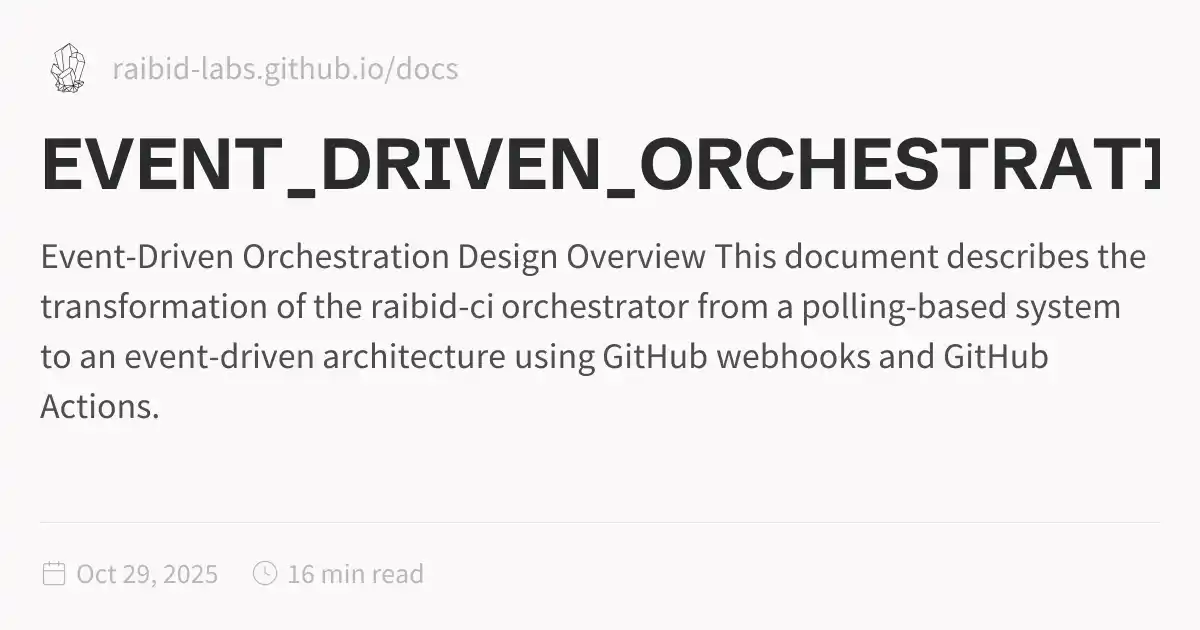 raibid-labs.github.io/docs
EVENT_DRIVEN_ORCHESTRATI
Event-Driven Orchestration Design Overview This document describes the
transformation of the raibid-ci orchestrator from a polling-based system
to an event-driven architecture using GitHub webhooks and GitHub
Actions.
Oct 29, 2025 16 min read